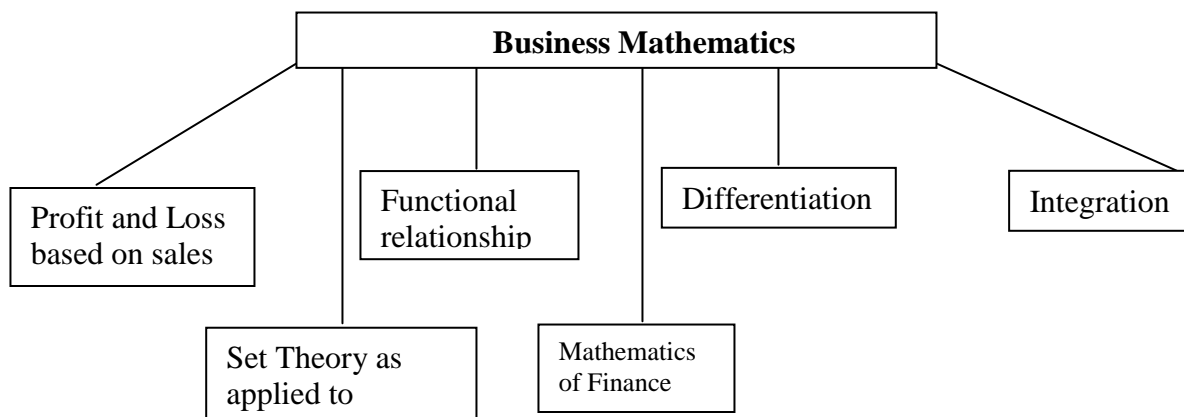 Business Mathematics
Profit and Loss
based on sales
Functional
relationship
Differentiation
Integration
Set Theory as
applied to
Mathematics
of Finance